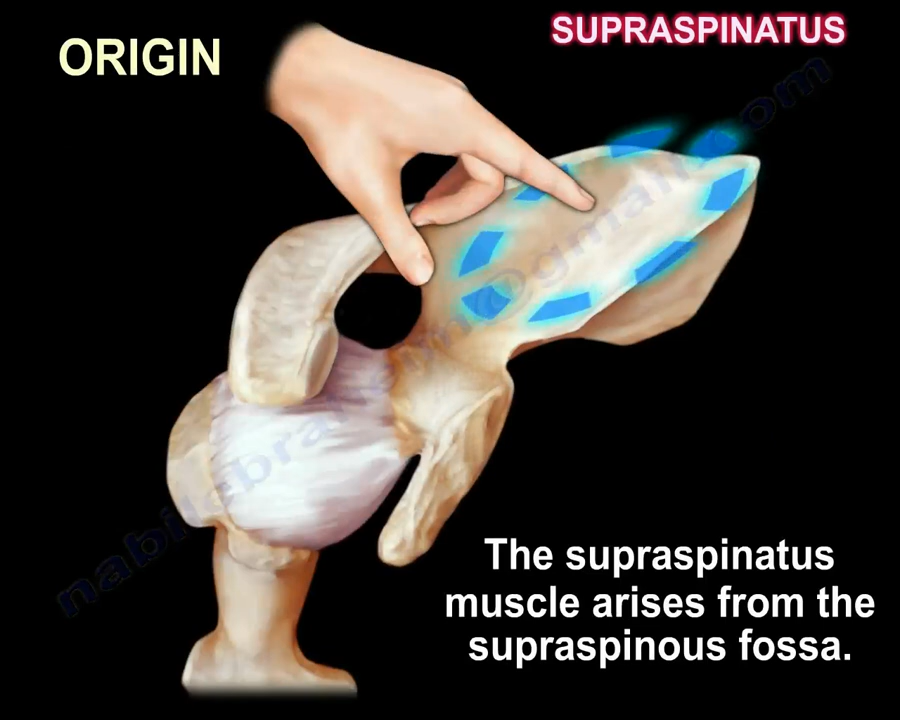 ORIGIN
SUPRASPINATUS
The supraspinatus
muscle arises from the
supraspinous fossa.